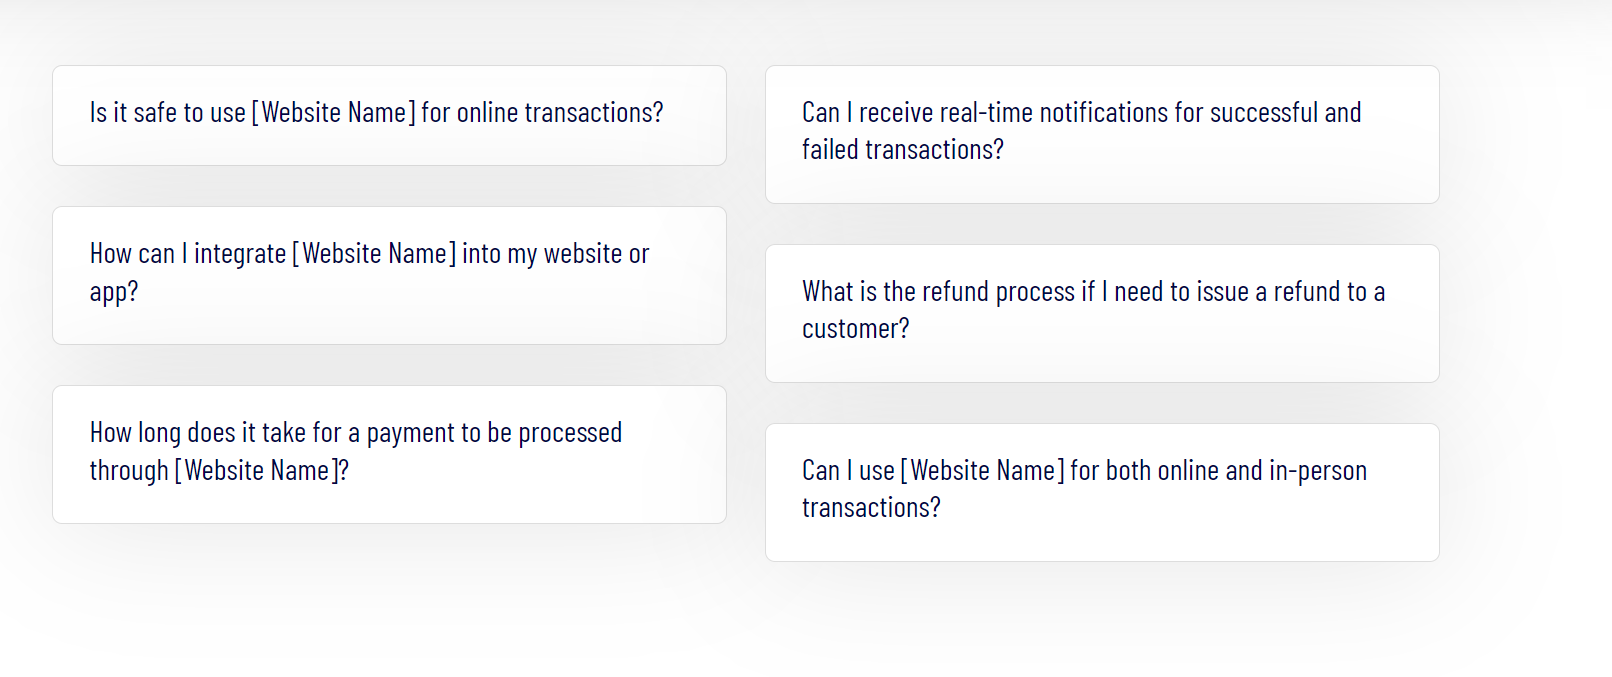 Is it safe to use [Website Name] for online transactions?
How can I integrate [Website Name] into my website or
app?
How long does it take for a payment to be processed
through [Website Name]?
Can I receive real-time notifications for successful and
failed transactions?
What is the refund process if I need to issue a refund to a
customer?
Can I use [Website Name] for both online and in-person
transactions?